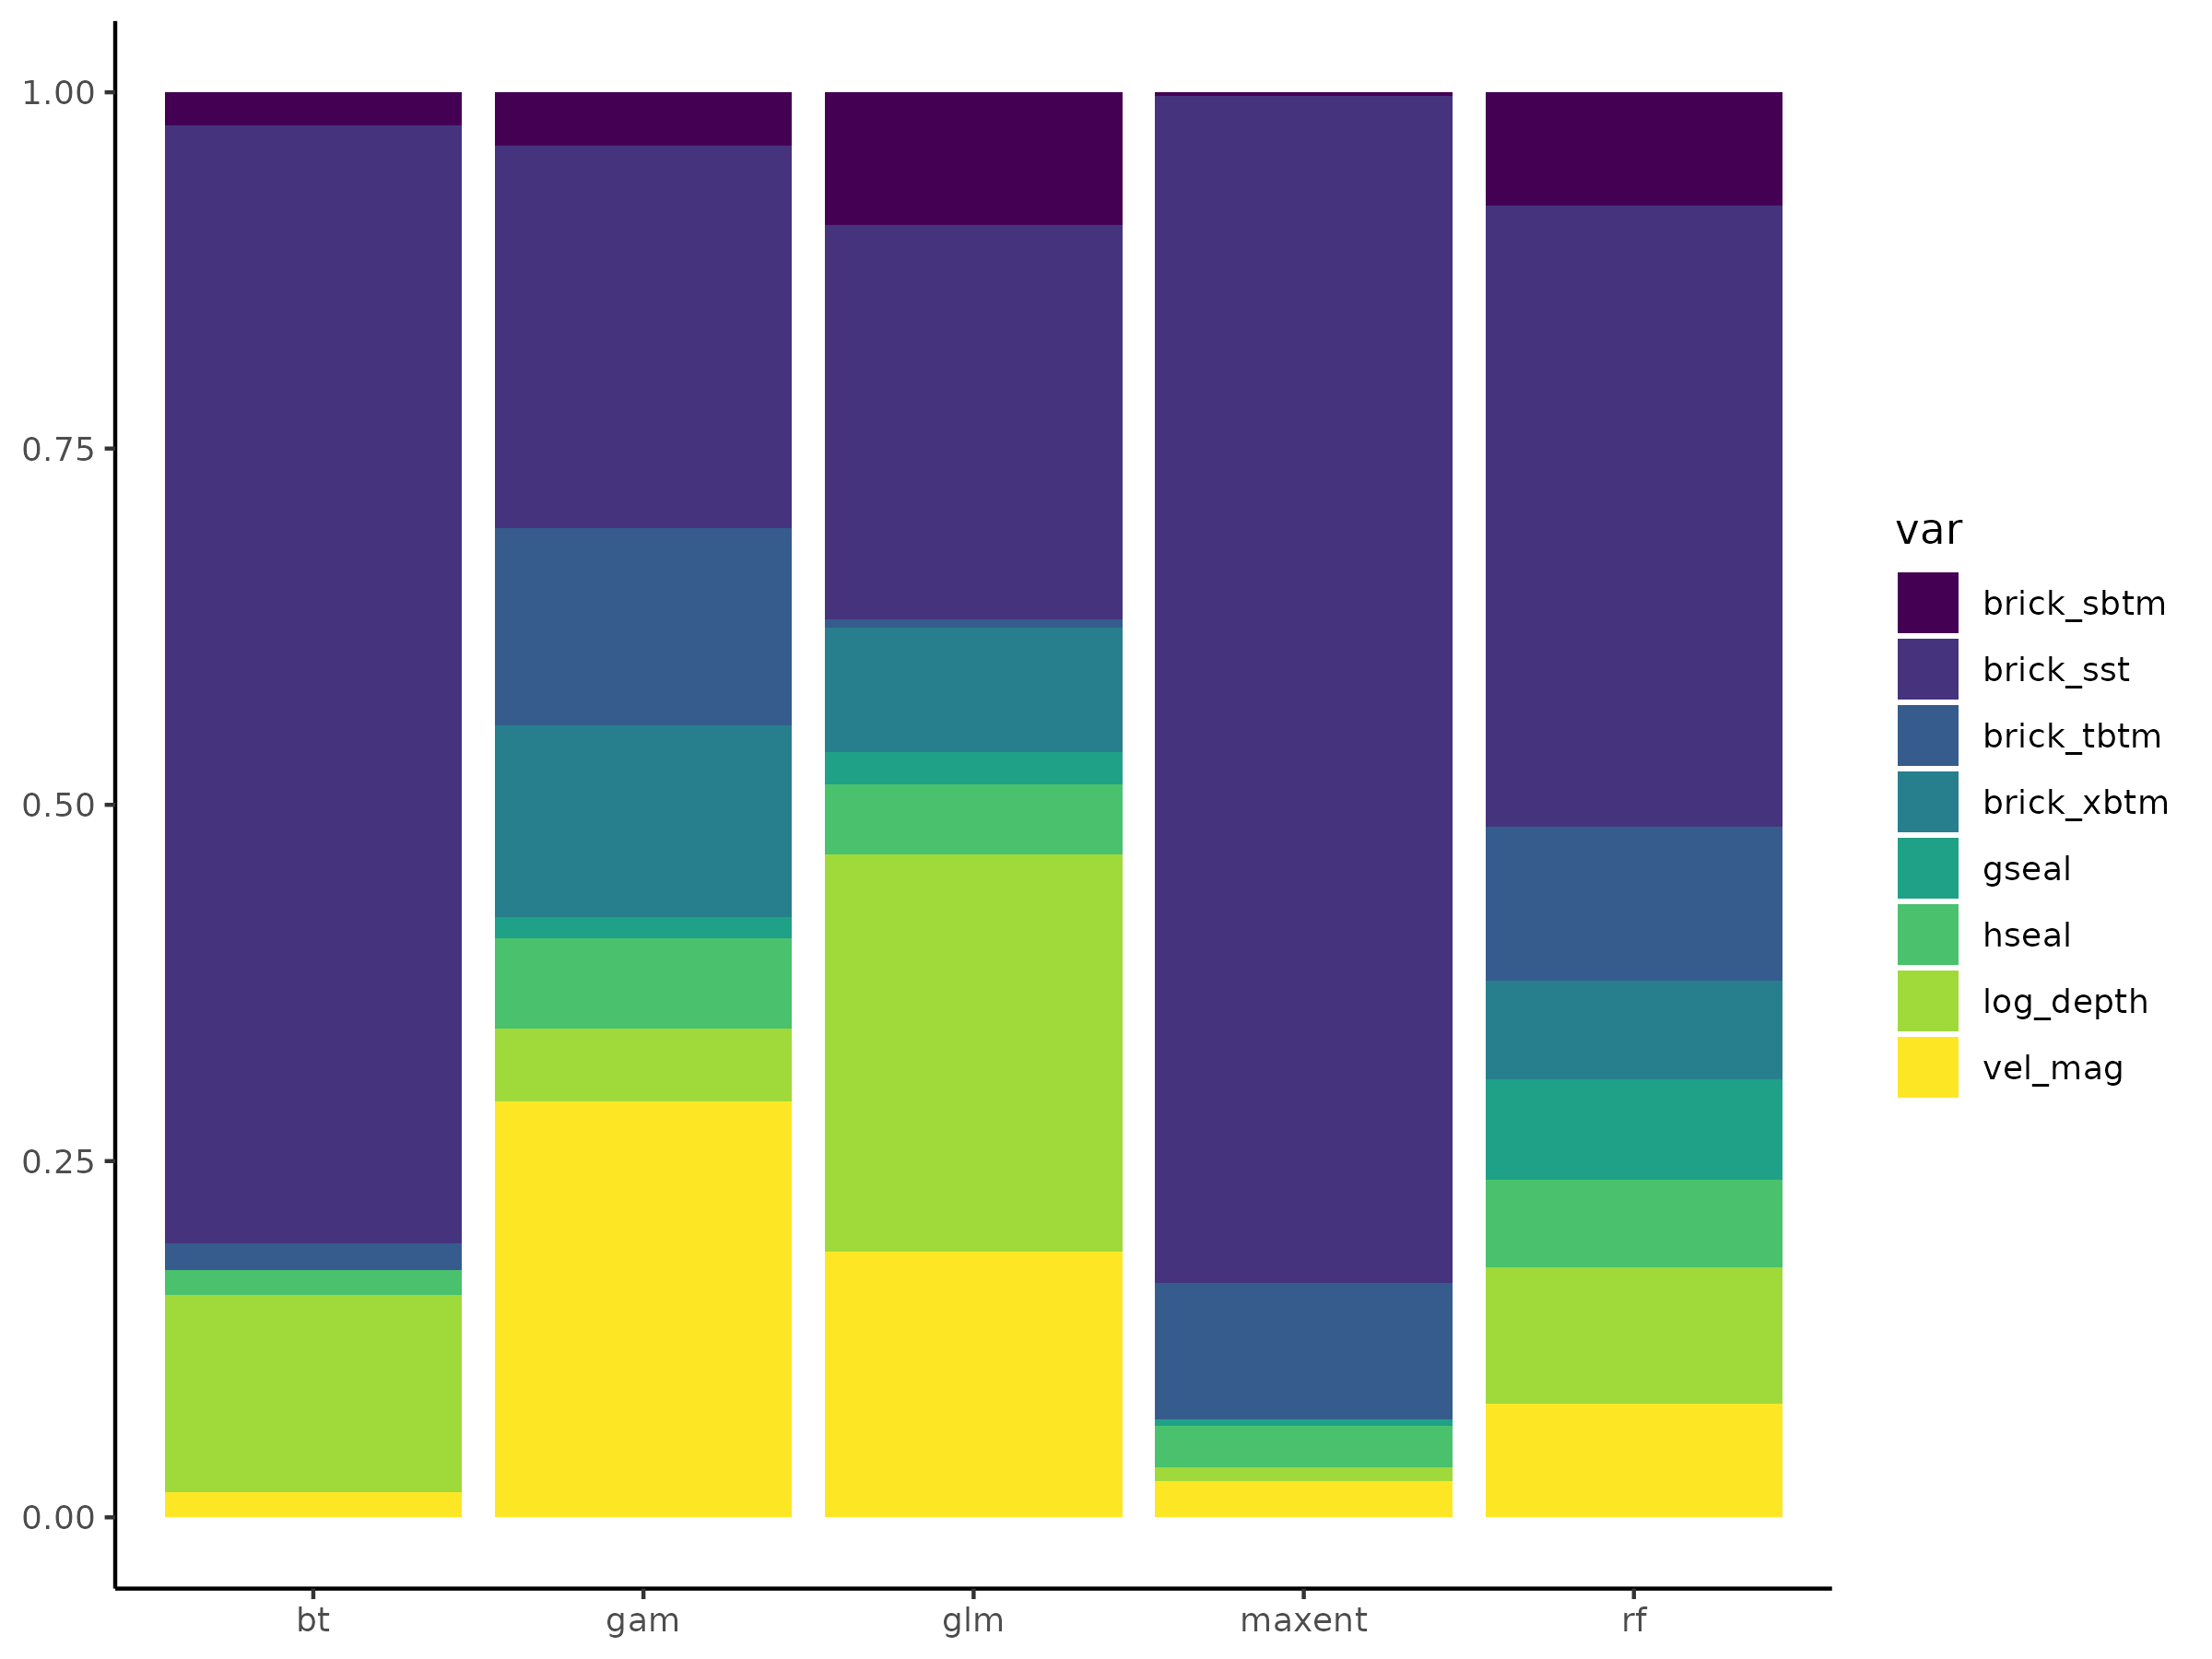 1.00
0.75
0.50
0.25
0.00
bt
gam
glm
maxent
rf
var
brick_sbtm
brick_sst
brick_tbtm
brick_xbtm
gseal
hseal
log_depth
vel_mag